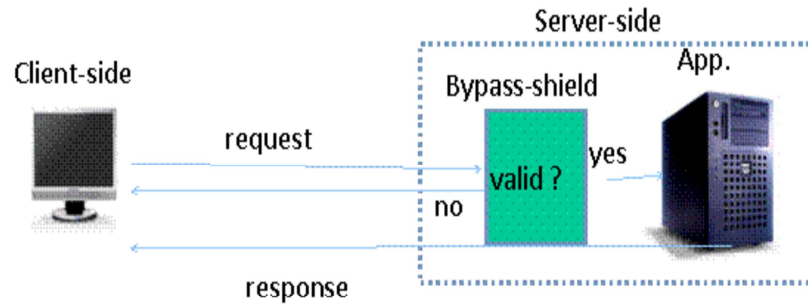 Server-side
Client-side
Bypass-shield
App.
request
valid ?
yes
no
response